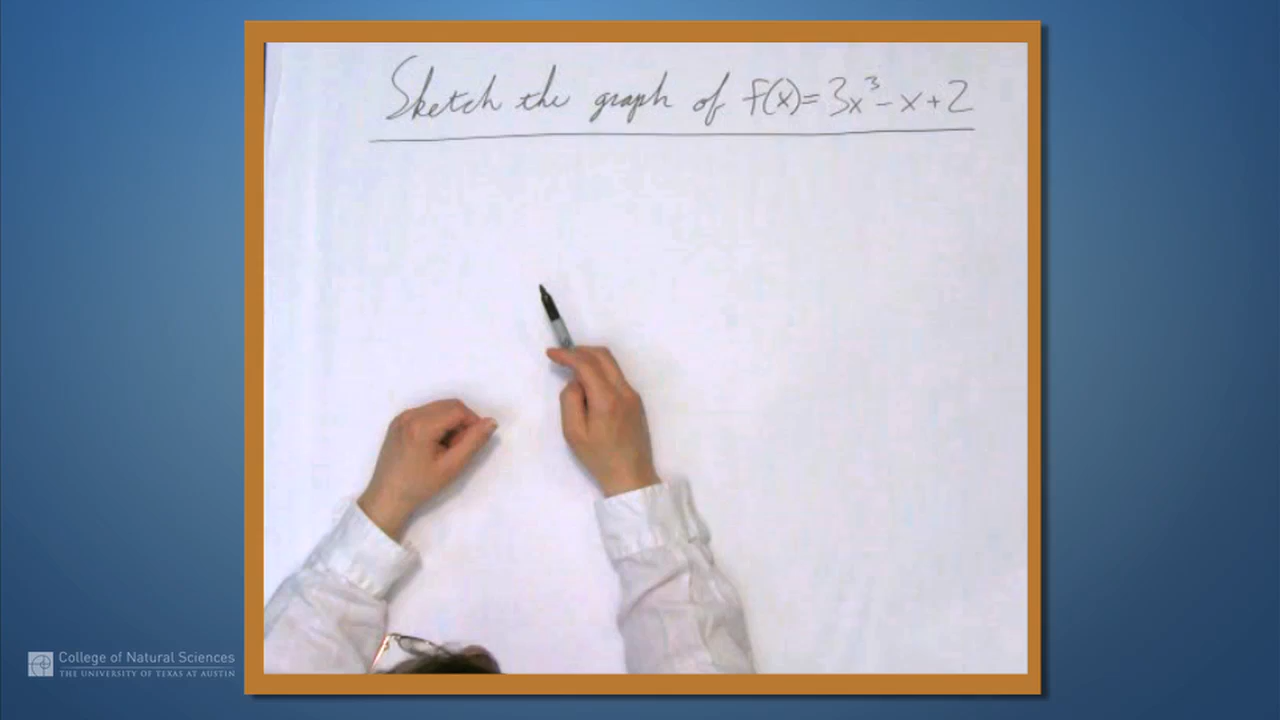 Sketch the graph of f(x)= 3x³ - x + 2
College of Natural Sciences
THE UNIVERSITY OF TEXAS AT AUSTIN